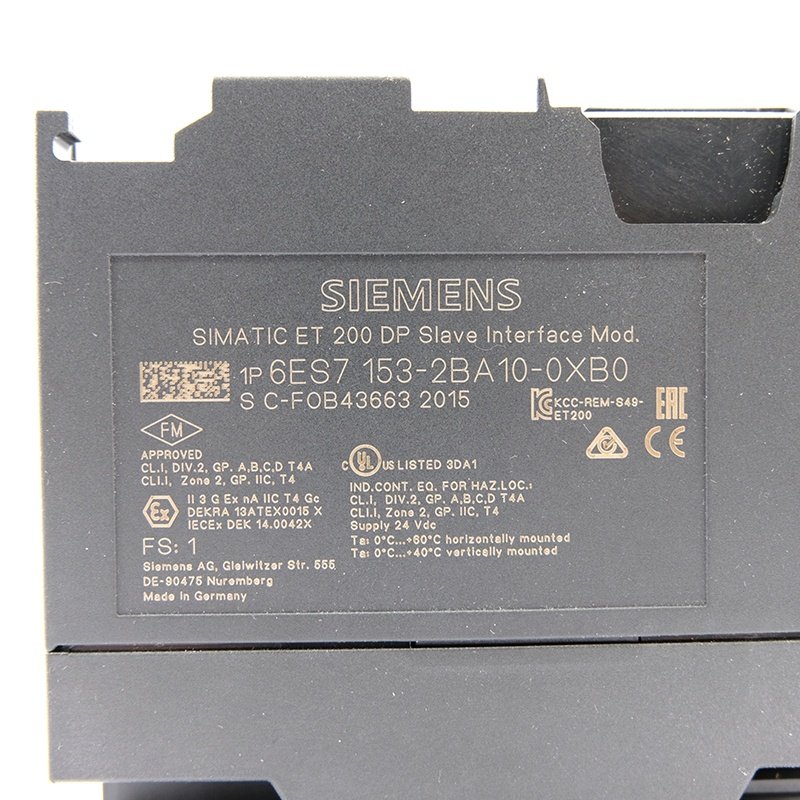 SIEMENS
SIMATIC ET 200 DP Slave Interface Mod.
1P 6ES7 153-2BA10-0XB0
S C-F0B43663 2015
KCC-REM-S49-
ET200
EAC
CE
FM
APPROVED
CL.I, DIV.2, GP. A,B,C,D T4A
CL.I, Zone 2, GP. IIC, T4
Ex
II 3 G Ex nA IIC T4 Gc
DEKRA 13ATEX0015 X
IECEx DEK 14.0042X
FS: 1
Siemens AG, Gleiwitzer Str. 555
DE-90475 Nuremberg
Made in Germany
c UL US LISTED 3DA1
IND.CONT. EQ. FOR HAZ.LOC.:
CL.I, DIV.2, GP. A,B,C,D T4A
CL.I, Zone 2, GP. IIC, T4
Supply 24 Vdc
Ta: 0°C...+60°C horizontally mounted
Ta: 0°C...+40°C vertically mounted